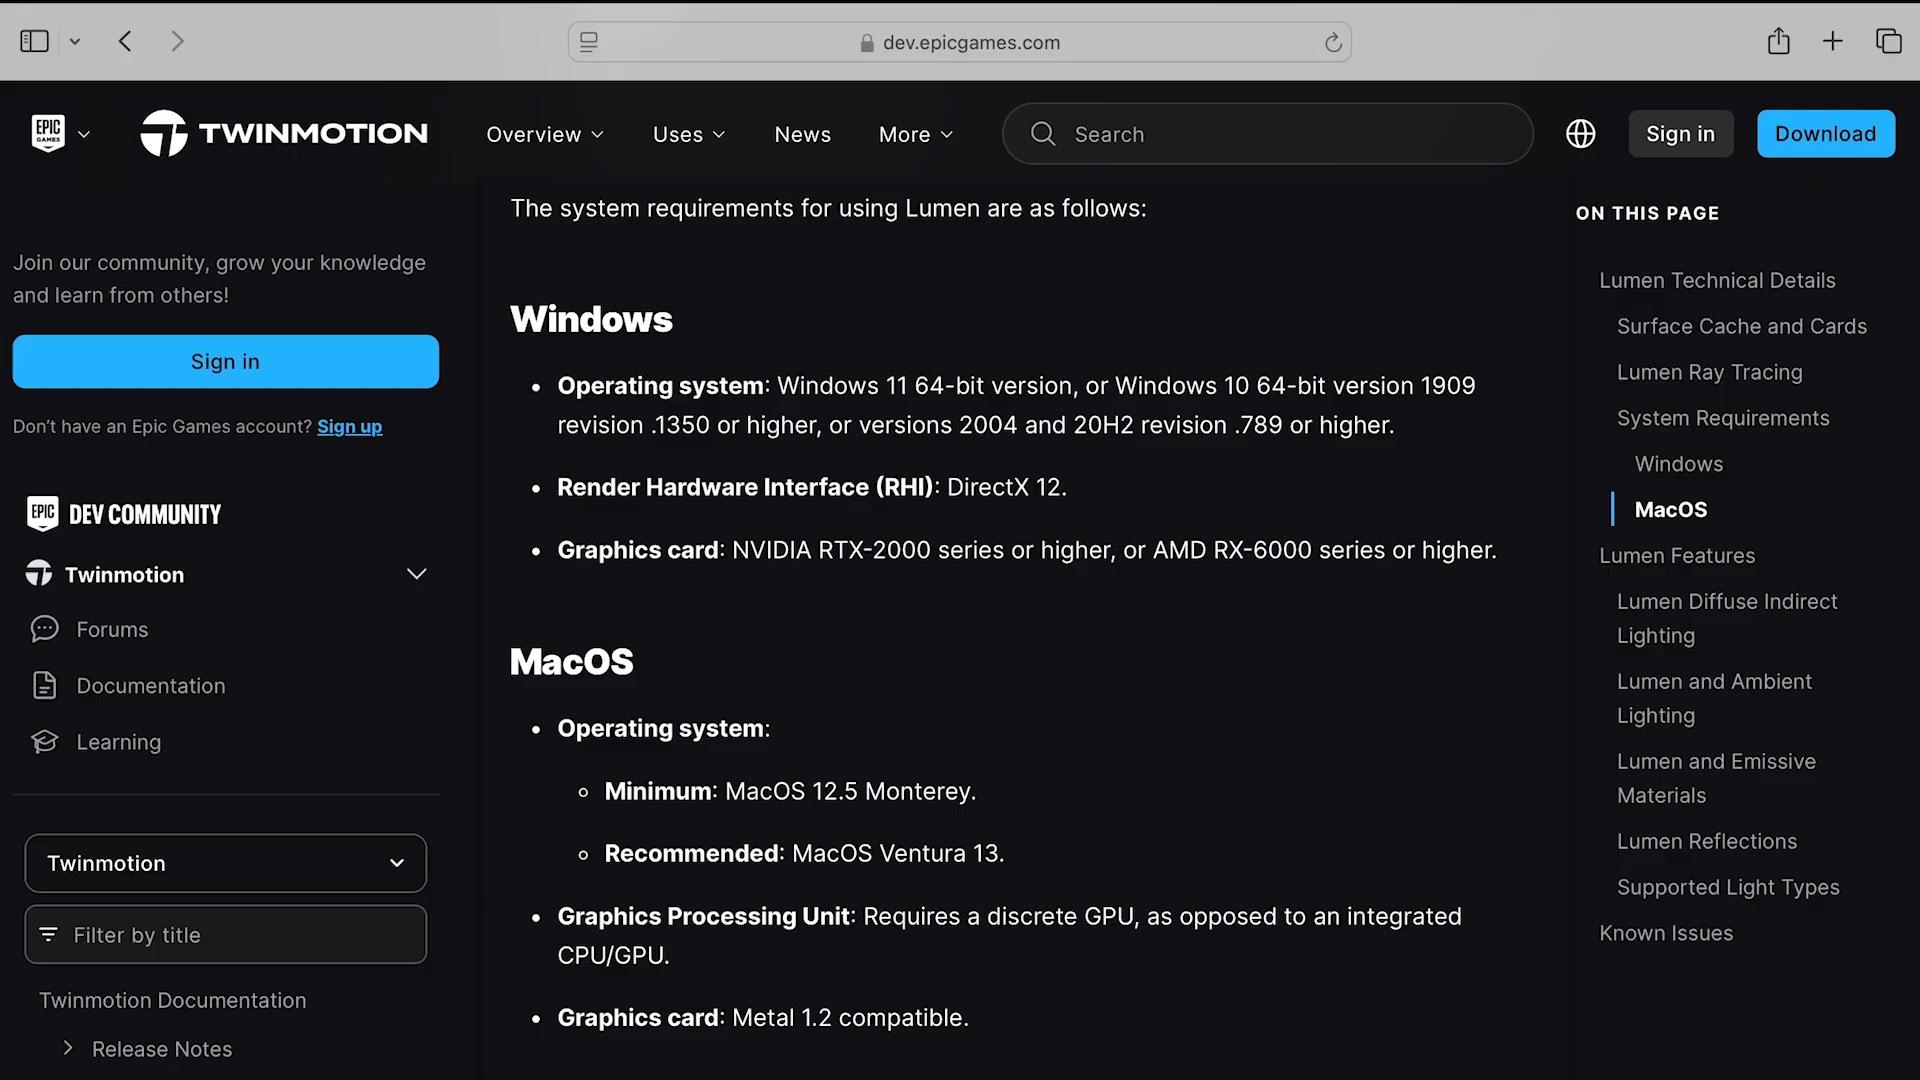 dev.epicgames.com
EPIC GAMES
TWINMOTION
Overview
Uses
News
More
Search
Sign in
Download
Join our community, grow your knowledge
and learn from others!
Sign in
Don't have an Epic Games account? Sign up
EPIC DEV COMMUNITY
Twinmotion
Forums
Documentation
Learning
Twinmotion
Filter by title
Twinmotion Documentation
Release Notes
The system requirements for using Lumen are as follows:
Windows
• Operating system: Windows 11 64-bit version, or Windows 10 64-bit version 1909
revision .1350 or higher, or versions 2004 and 20H2 revision .789 or higher.
• Render Hardware Interface (RHI): DirectX 12.
• Graphics card: NVIDIA RTX-2000 series or higher, or AMD RX-6000 series or higher.
MacOS
• Operating system:
◦ Minimum: MacOS 12.5 Monterey.
◦ Recommended: MacOS Ventura 13.
• Graphics Processing Unit: Requires a discrete GPU, as opposed to an integrated
CPU/GPU.
• Graphics card: Metal 1.2 compatible.
ON THIS PAGE
Lumen Technical Details
Surface Cache and Cards
Lumen Ray Tracing
System Requirements
Windows
MacOS
Lumen Features
Lumen Diffuse Indirect
Lighting
Lumen and Ambient
Lighting
Lumen and Emissive
Materials
Lumen Reflections
Supported Light Types
Known Issues